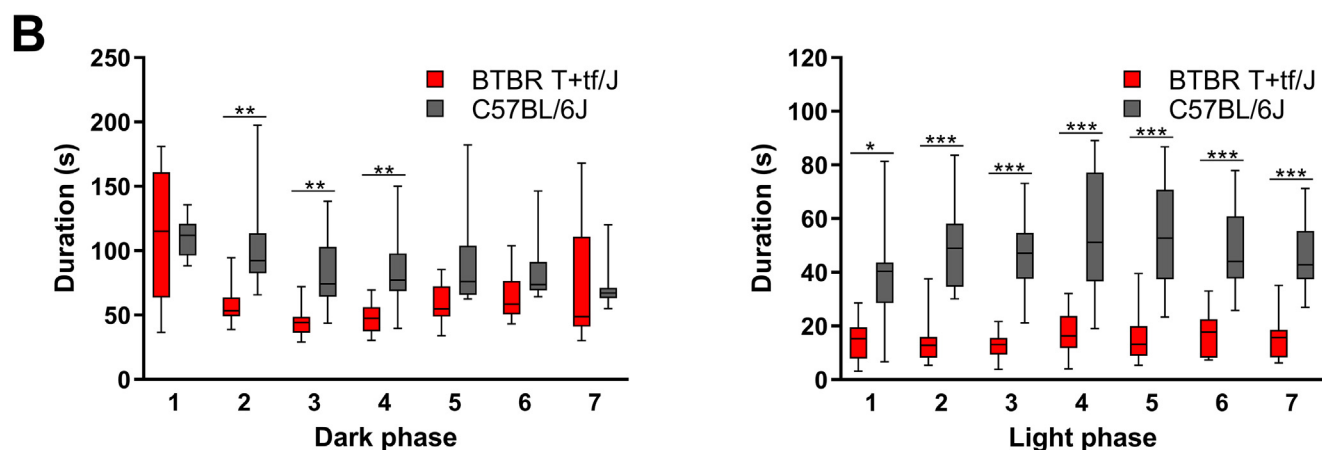 B
250
200
150
100
50
0
Duration (s)
BTBR T+tf/J
C57BL/6J
**
**
**
1 2 3 4 5 6 7
Dark phase
120
100
80
60
40
20
0
Duration (s)
BTBR T+tf/J
C57BL/6J
*
***
***
***
***
***
***
1 2 3 4 5 6 7
Light phase